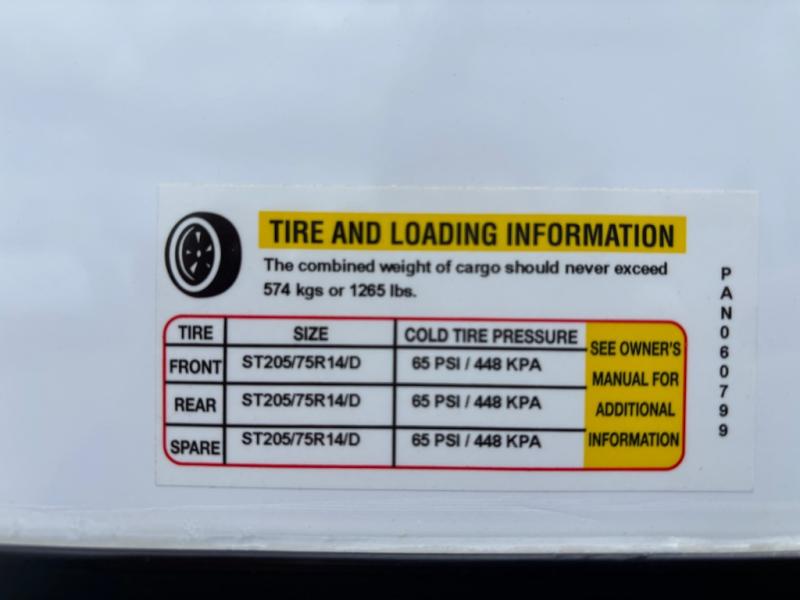 TIRE AND LOADING INFORMATION
The combined weight of cargo should never exceed
574 kgs or 1265 lbs.
TIRE SIZE COLD TIRE PRESSURE
FRONT ST205/75R14/D 65 PSI / 448 KPA
REAR ST205/75R14/D 65 PSI / 448 KPA
SPARE ST205/75R14/D 65 PSI / 448 KPA
SEE OWNER'S
MANUAL FOR
ADDITIONAL
INFORMATION
PAN060799